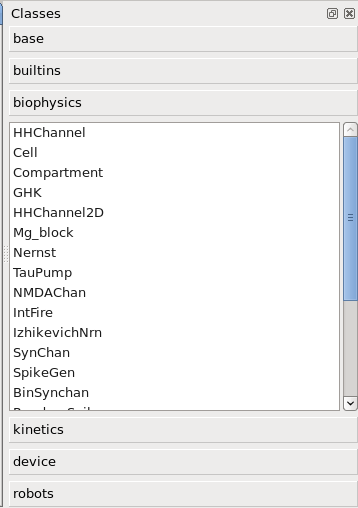 Classes
base
builtins
biophysics
HHChannel
Cell
Compartment
GHK
HHChannel2D
Mg_block
Nernst
TauPump
NMDAChan
IntFire
IzhikevichNrn
SynChan
SpikeGen
BinSynchan
kinetics
device
robots